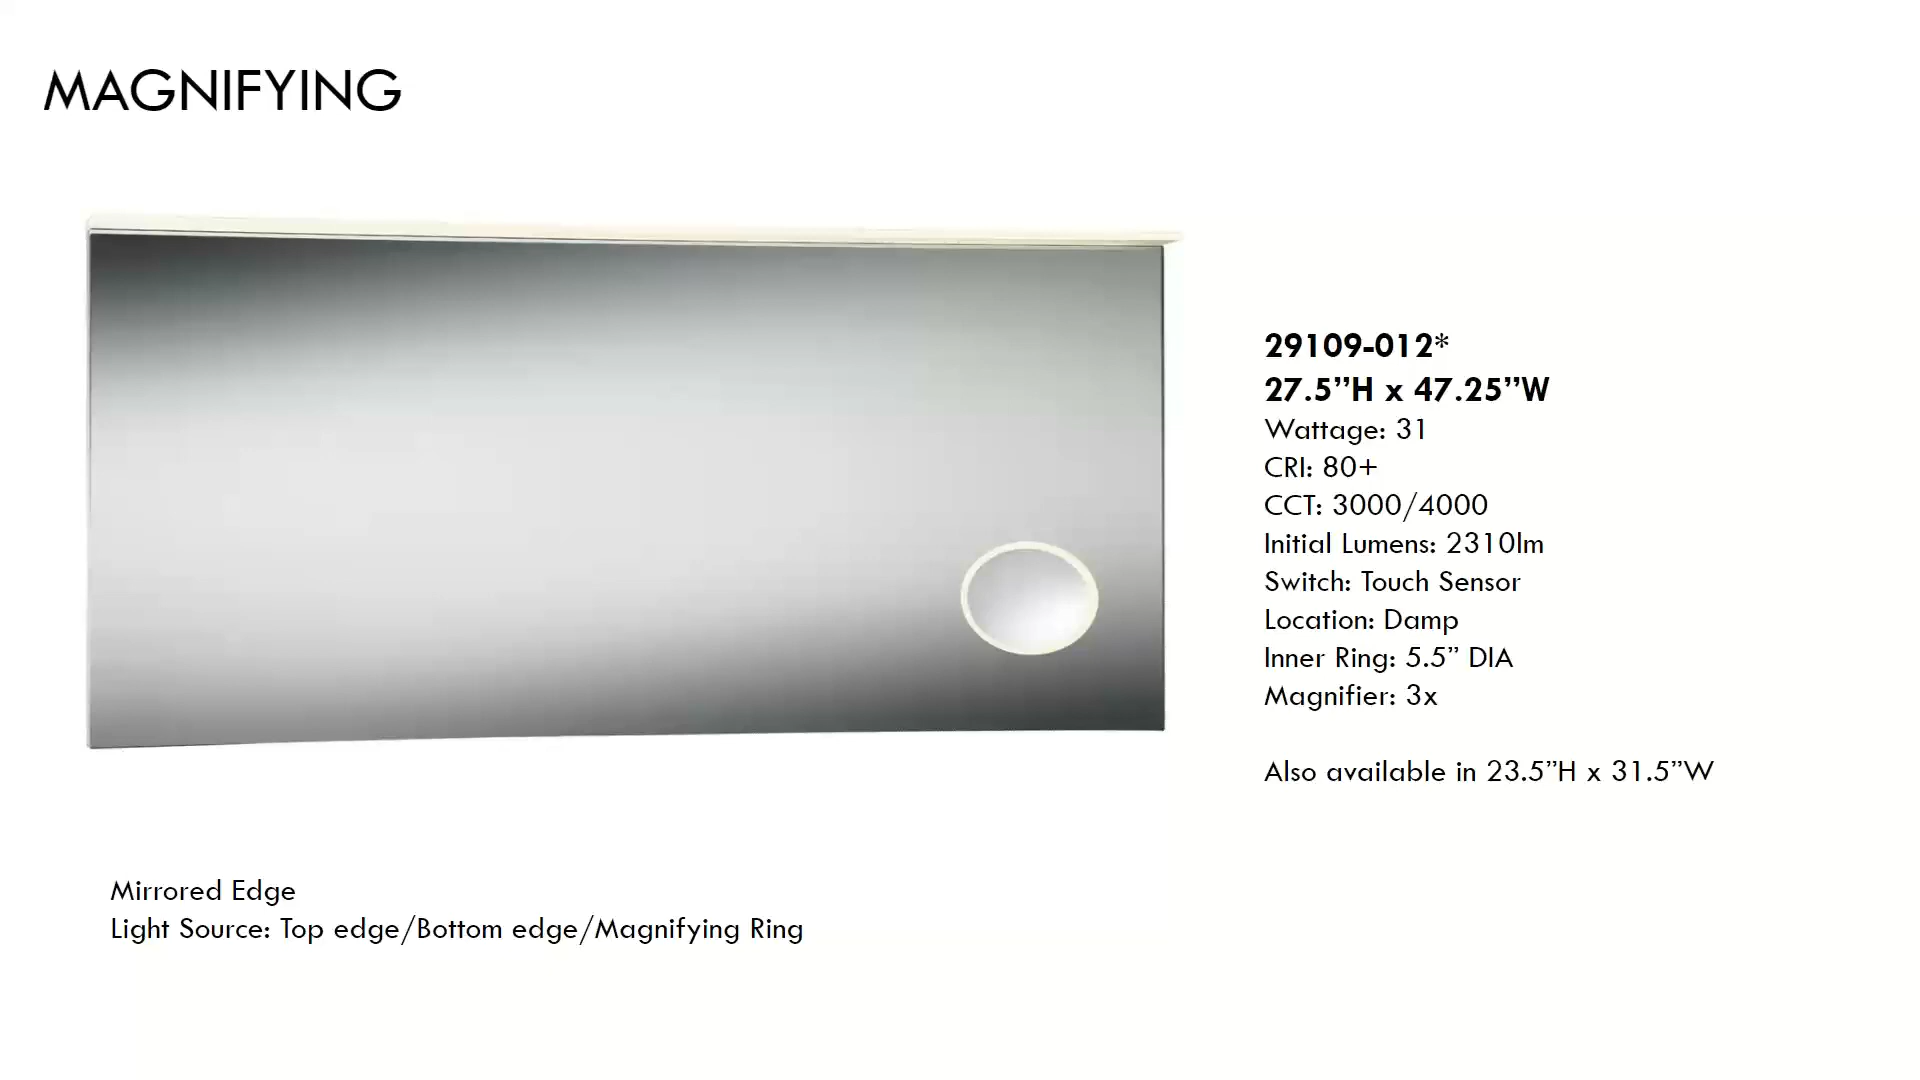 MAGNIFYING
29109-012*
27.5”H x 47.25”W
Wattage: 31
CRI: 80+
CCT: 3000/4000
Initial Lumens: 2310lm
Switch: Touch Sensor
Location: Damp
Inner Ring: 5.5” DIA
Magnifier: 3x
Also available in 23.5”H x 31.5”W
Mirrored Edge
Light Source: Top edge/Bottom edge/Magnifying Ring